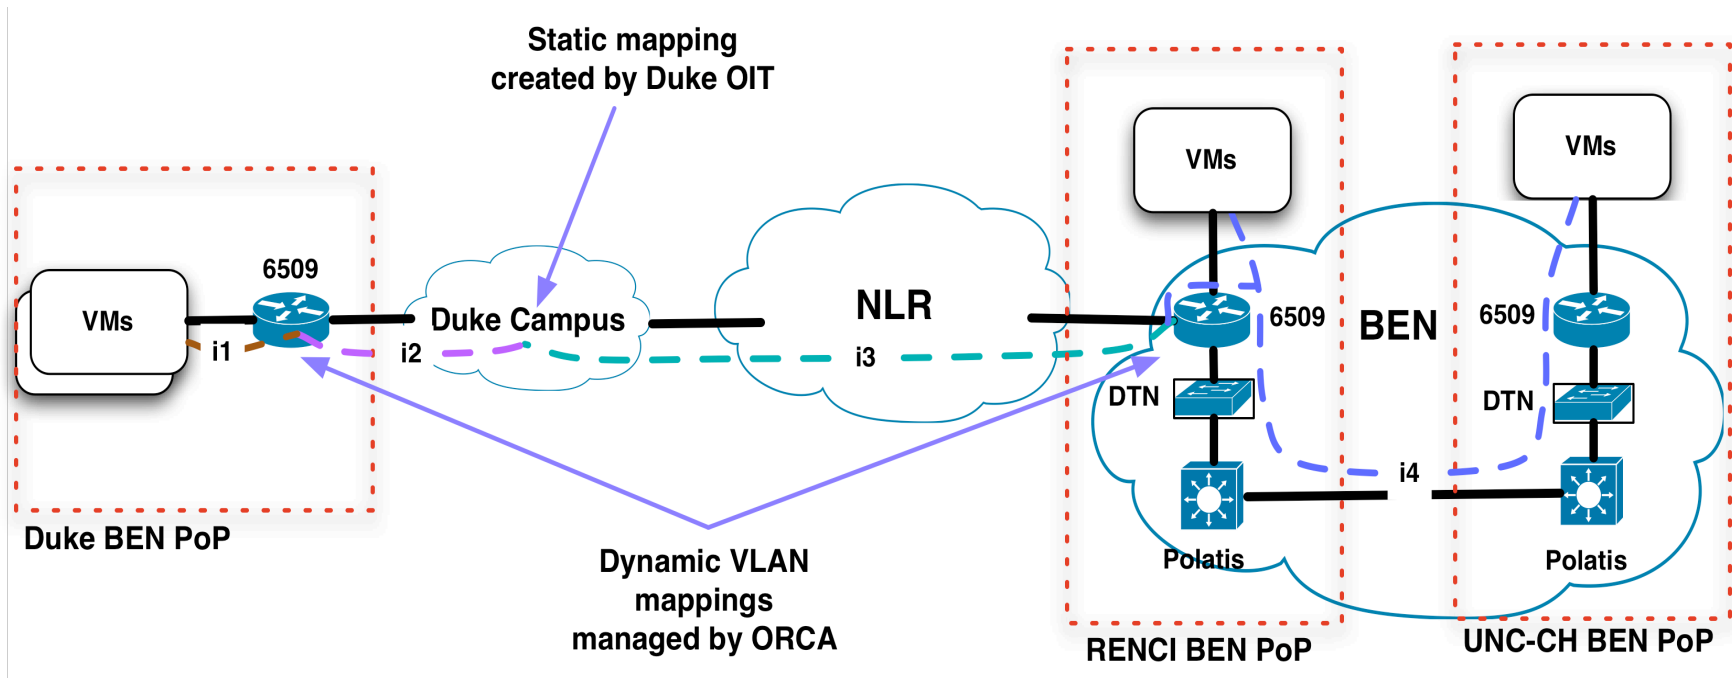 Static mapping
created by Duke OIT
VMs
VMs
6509
VMs
i1
i2
Duke Campus
NLR
i3
6509
BEN
6509
DTN
DTN
i4
Polatis
Polatis
Duke BEN PoP
Dynamic VLAN
mappings
managed by ORCA
RENCI BEN PoP
UNC-CH BEN PoP